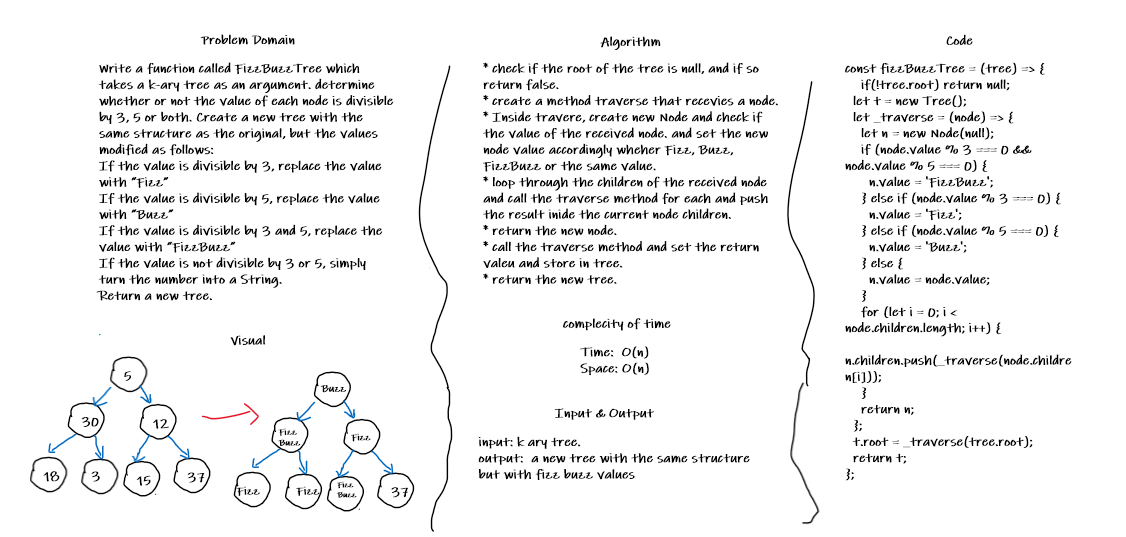 Problem Domain
Write a function called FizzBuzzTree which
takes a k-ary tree as an argument. determine
whether or not the value of each node is divisible
by 3, 5 or both. Create a new tree with the
same structure as the original, but the values
modified as follows:
If the value is divisible by 3, replace the value
with "Fizz"
If the value is divisible by 5, replace the value
with "Buzz"
If the value is divisible by 3 and 5, replace the
value with "FizzBuzz"
If the value is not divisible by 3 or 5, simply
turn the number into a String.
Return a new tree.
Visual
5
30
12
18
3
15
37
Buzz
Fizz
Buzz
Fizz
Fizz
Fizz
Fizz
Buzz
37
Algorithm
* check if the root of the tree is null, and if so
return false.
* create a method traverse that recevies a node.
* Inside travere, create new Node and check if
the value of the received node. and set the new
node value accordingly wheher Fizz, Buzz,
FizzBuzz or the same value.
* loop through the children of the received node
and call the traverse method for each and push
the result inide the current node children.
* return the new node.
* call the traverse method and set the return
valeu and store in tree.
* return the new tree.
complecity of time
Time: O(n)
Space: O(n)
Input & Output
input: k ary tree.
output: a new tree with the same structure
but with fizz buzz values
Code
const fizzBuzzTree = (tree) => {
if(!tree.root) return null;
let t = new Tree();
let _traverse = (node) => {
let n = new Node(null);
if (node.value % 3 === 0 &&
node.value % 5 === 0) {
n.value = 'FizzBuzz';
} else if (node.value % 3 === 0) {
n.value = 'Fizz';
} else if (node.value % 5 === 0) {
n.value = 'Buzz';
} else {
n.value = node.value;
}
for (let i = 0; i <
node.children.length; i++) {
n.children.push(_traverse(node.childre
n[i]));
}
return n;
};
t.root = _traverse(tree.root);
return t;
};